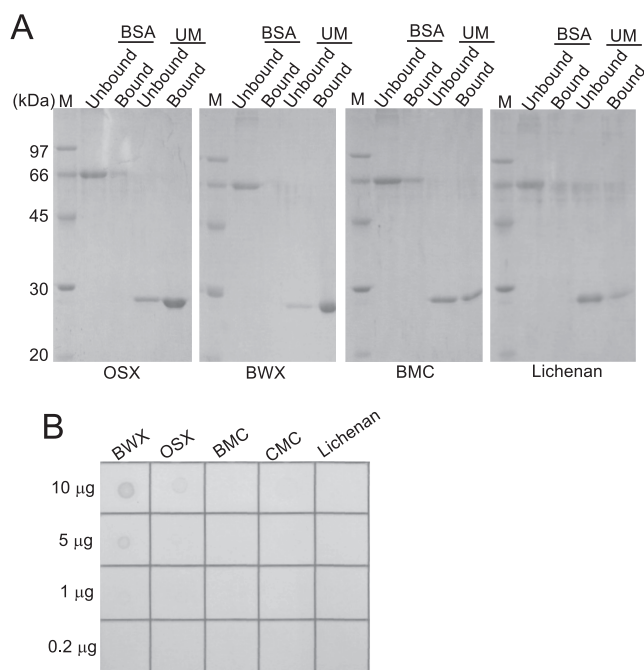 A
BSA UM BSA UM BSA UM BSA UM
(kDa) M Unbound Bound Unbound Bound M Unbound Bound Unbound Bound M Unbound Bound Unbound Bound M Unbound Bound Unbound Bound
97
66
45
30
20
OSX BWX BMC Lichenan
B
BWX OSX BMC CMC Lichenan
10 μg
5 μg
1 μg
0.2 μg